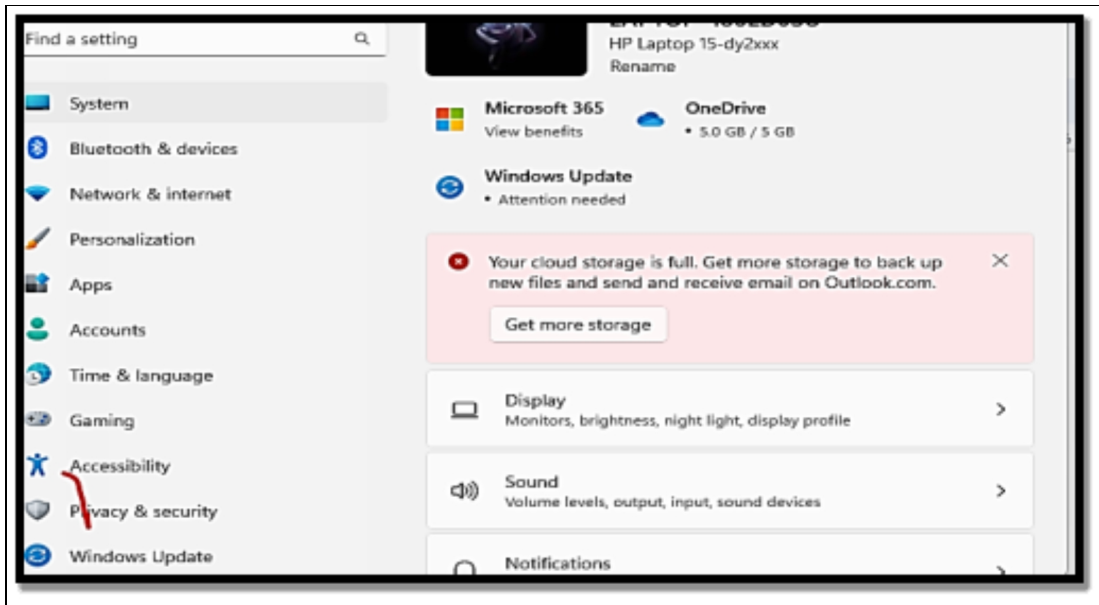 Find a setting
HP Laptop 15-dy2xxx
Rename
System
Bluetooth & devices
Network & internet
Personalization
Apps
Accounts
Time & language
Gaming
Accessibility
Privacy & security
Windows Update
Microsoft 365
View benefits
OneDrive
• 5.0 GB / 5 GB
Windows Update
• Attention needed
Your cloud storage is full. Get more storage to back up
new files and send and receive email on Outlook.com.
Get more storage
Display
Monitors, brightness, night light, display profile
Sound
Volume levels, output, input, sound devices
Notifications